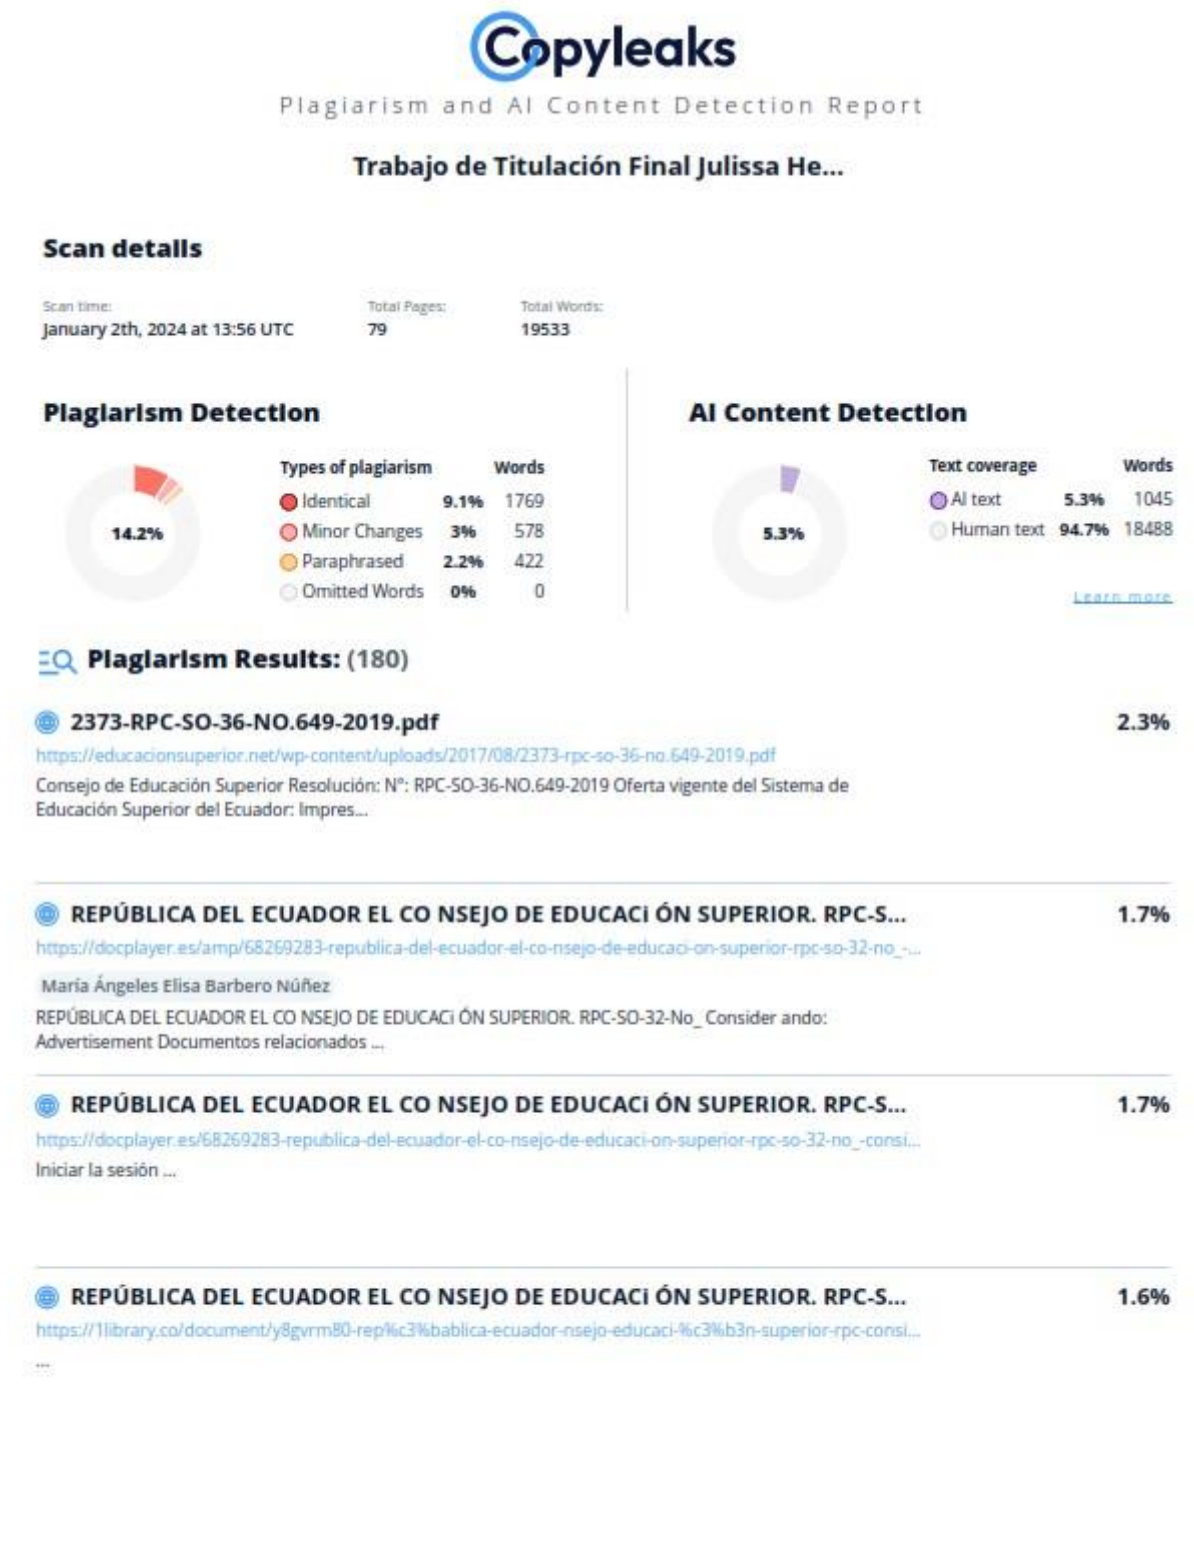 Copyleaks
Plagiarism and AI Content Detection Report
Trabajo de Titulación Final Julissa He...
Scan details
Scan time: Total Pages: Total Words:
January 2th, 2024 at 13:56 UTC 79 19533
Plagiarism Detection
14.2%
Types of plagiarism Words
Identical 9.1% 1769
Minor Changes 3% 578
Paraphrased 2.2% 422
Omitted Words 0% 0
AI Content Detection
5.3%
Text coverage Words
AI text 5.3% 1045
Human text 94.7% 18488
Learn more
Plagiarism Results: (180)
2373-RPC-SO-36-NO.649-2019.pdf 2.3%
https://educacionsuperior.net/wp-content/uploads/2017/08/2373-rpc-so-36-no.649-2019.pdf
Consejo de Educación Superior Resolución: N°: RPC-SO-36-NO.649-2019 Oferta vigente del Sistema de
Educación Superior del Ecuador: Impres...
REPÚBLICA DEL ECUADOR EL CO NSEJO DE EDUCACi ÓN SUPERIOR. RPC-S... 1.7%
https://docplayer.es/amp/68269283-republica-del-ecuador-el-co-nsejo-de-educaci-on-superior-rpc-so-32-no_-...
María Ángeles Elisa Barbero Núñez
REPÚBLICA DEL ECUADOR EL CO NSEJO DE EDUCACi ÓN SUPERIOR. RPC-SO-32-No_ Consider ando:
Advertisement Documentos relacionados ...
REPÚBLICA DEL ECUADOR EL CO NSEJO DE EDUCACi ÓN SUPERIOR. RPC-S... 1.7%
https://docplayer.es/68269283-republica-del-ecuador-el-co-nsejo-de-educaci-on-superior-rpc-so-32-no_-consi...
Iniciar la sesión ...
REPÚBLICA DEL ECUADOR EL CO NSEJO DE EDUCACi ÓN SUPERIOR. RPC-S... 1.6%
https://1library.co/document/y8gvrm80-rep%c3%bablica-ecuador-nsejo-educaci-%c3%b3n-superior-rpc-consi...
...